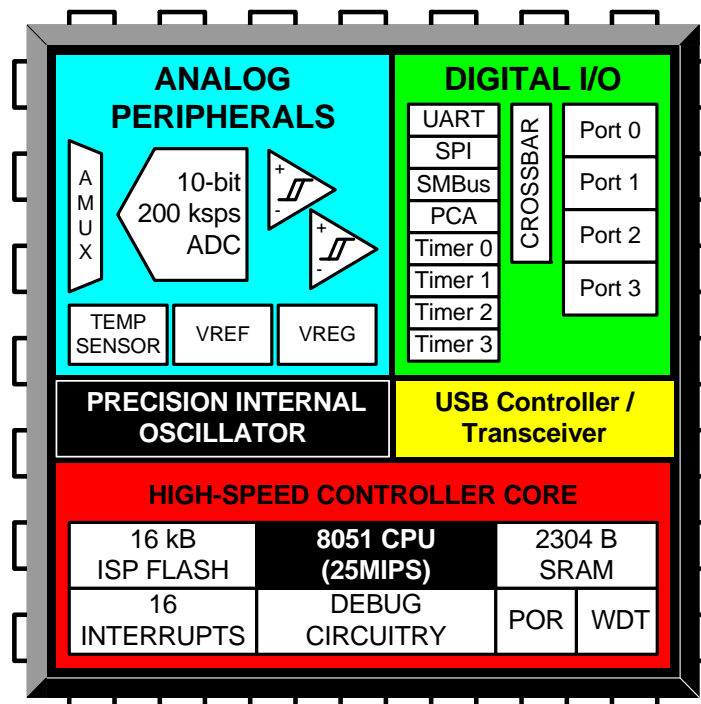 ANALOG
PERIPHERALS
A
M
U
X
10-bit
200 ksps
ADC
+
-
+
-
TEMP
SENSOR
VREF
VREG
DIGITAL I/O
UART
SPI
SMBus
PCA
Timer 0
Timer 1
Timer 2
Timer 3
CROSSBAR
Port 0
Port 1
Port 2
Port 3
PRECISION INTERNAL
OSCILLATOR
USB Controller /
Transceiver
HIGH-SPEED CONTROLLER CORE
16 kB
ISP FLASH
8051 CPU
(25MIPS)
2304 B
SRAM
16
INTERRUPTS
DEBUG
CIRCUITRY
POR
WDT